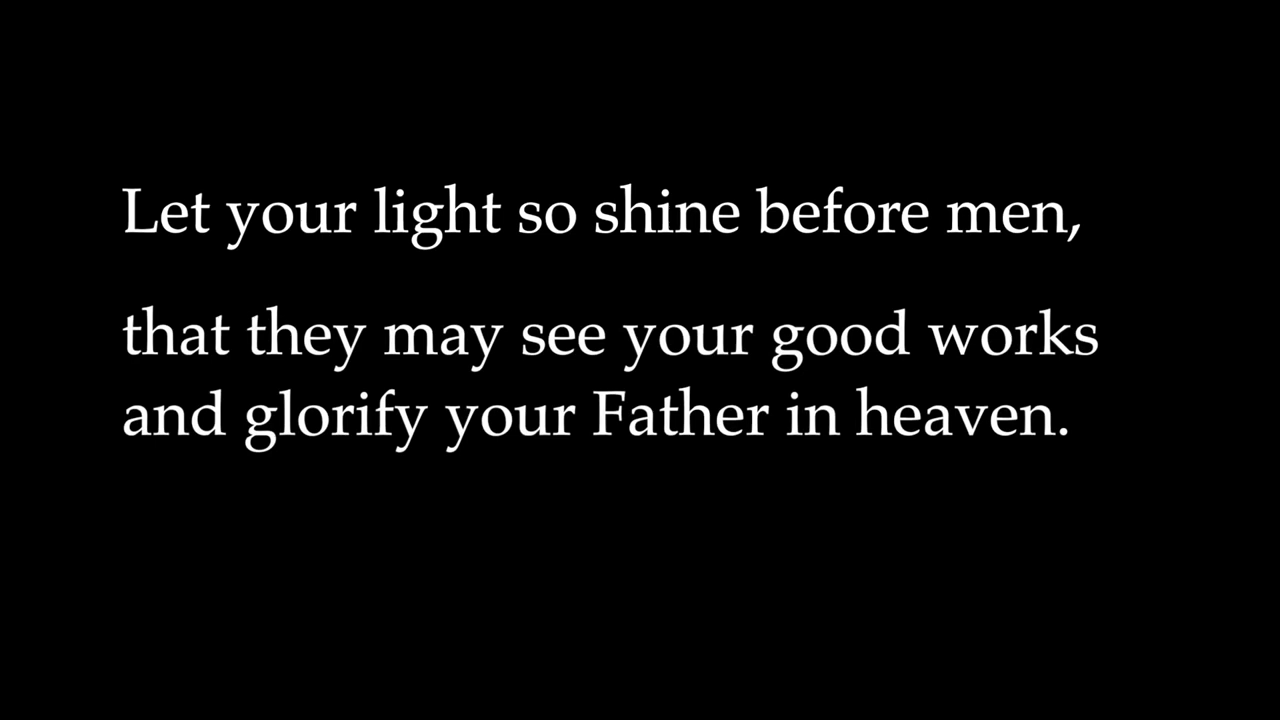 Let your light so shine before men,
that they may see your good works
and glorify your Father in heaven.